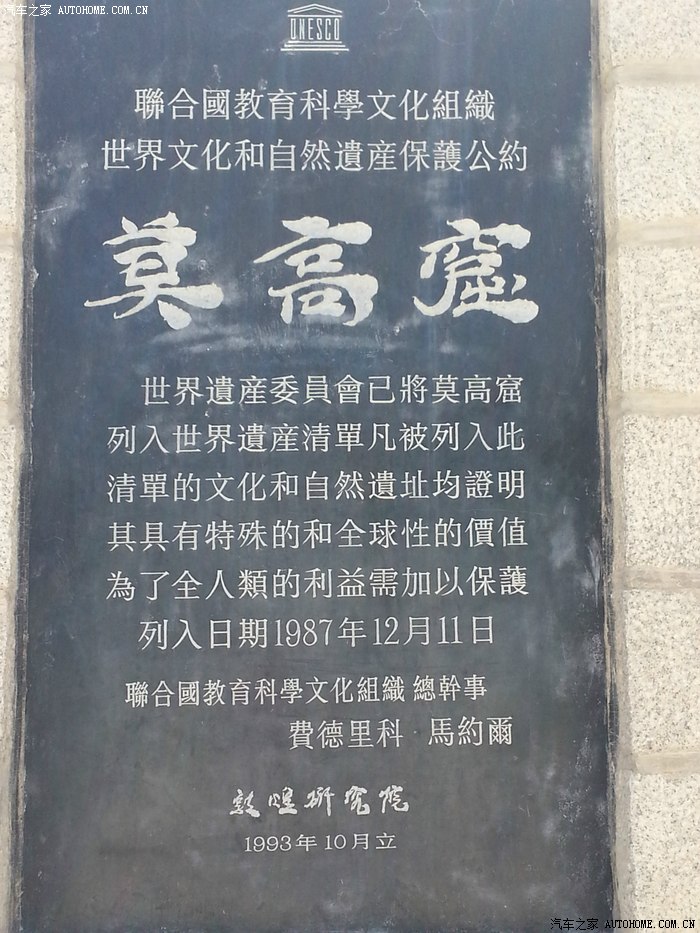 汽车之家 AUTOHOME.COM.CN
UNESCO
聯合國教育科學文化組織
世界文化和自然遺産保護公約
莫高窟
世界遺産委員會已將莫高窟
列入世界遺産清單凡被列入此
清單的文化和自然遺址均證明
其具有特殊的和全球性的價值
為了全人類的利益需加以保護
列入日期1987年12月11日
聯合國教育科學文化組織 總幹事
費德里科 馬約爾
敦煌研究院
1993年10月立
汽车之家 AUTOHOME.COM.CN